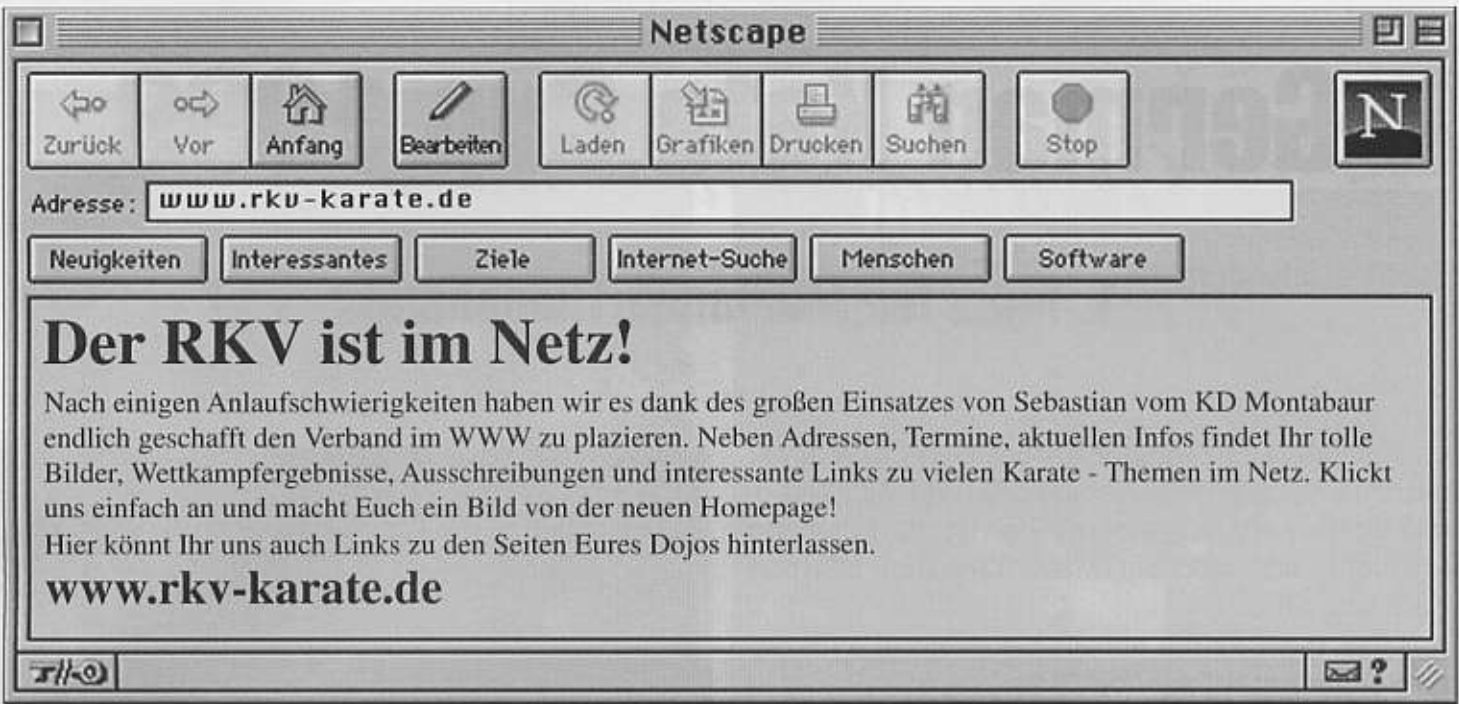 Netscape
Zurück Vor Anfang Bearbeiten Laden Grafiken Drucken Suchen Stop N
Adresse: www.rkv-karate.de
Neuigkeiten Interessantes Ziele Internet-Suche Menschen Software
Der RKV ist im Netz!
Nach einigen Anlaufschwierigkeiten haben wir es dank des großen Einsatzes von Sebastian vom KD Montabaur
endlich geschafft den Verband im WWW zu plazieren. Neben Adressen, Termine, aktuellen Infos findet Ihr tolle
Bilder, Wettkampfergebnisse, Ausschreibungen und interessante Links zu vielen Karate - Themen im Netz. Klickt
uns einfach an und macht Euch ein Bild von der neuen Homepage!
Hier könnt Ihr uns auch Links zu den Seiten Eures Dojos hinterlassen.
www.rkv-karate.de
?